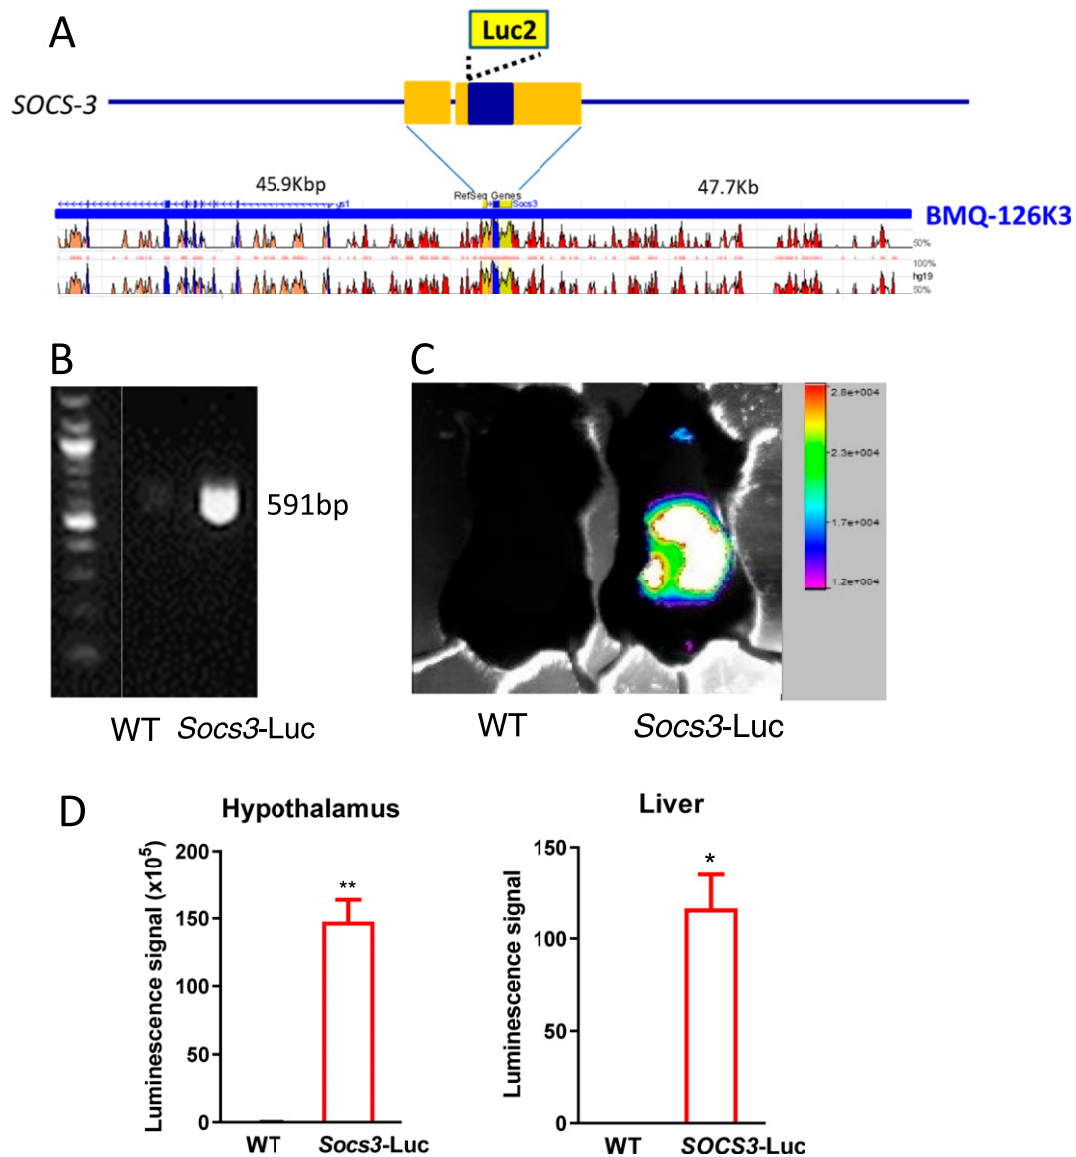 A
Luc2
SOCS-3
45.9Kbp
47.7Kb
RefSeq Genes
Socs3
BMQ-126K3
50%
100%
hg19
50%
B
C
591bp
2.8e+004
2.3e+004
1.7e+004
1.2e+004
WT Socs3-Luc
WT Socs3-Luc
D
Hypothalamus
Liver
Luminescence signal (x10⁵)
200
150
100
50
0
**
WT Socs3-Luc
Luminescence signal
150
100
50
0
*
WT SOCS3-Luc